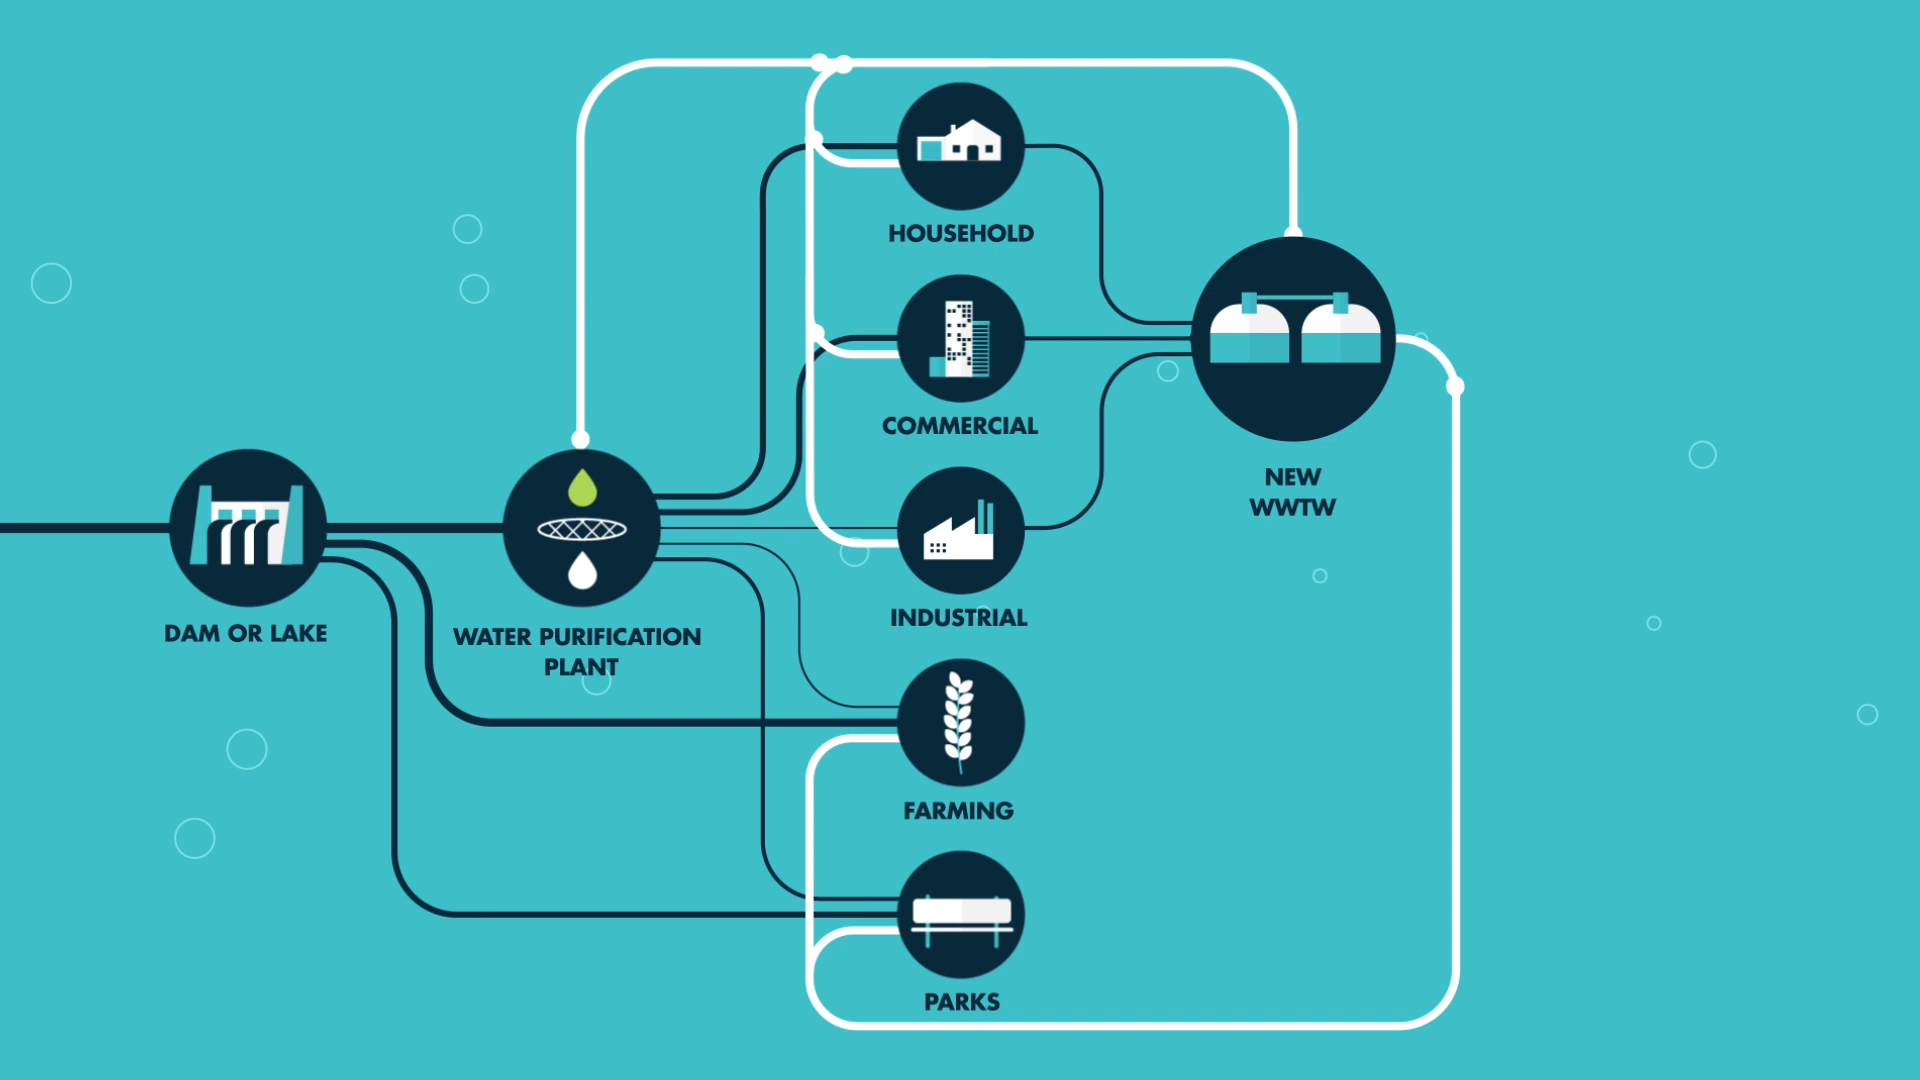 HOUSEHOLD
COMMERCIAL
NEW
WWTW
INDUSTRIAL
DAM OR LAKE
WATER PURIFICATION
PLANT
FARMING
PARKS